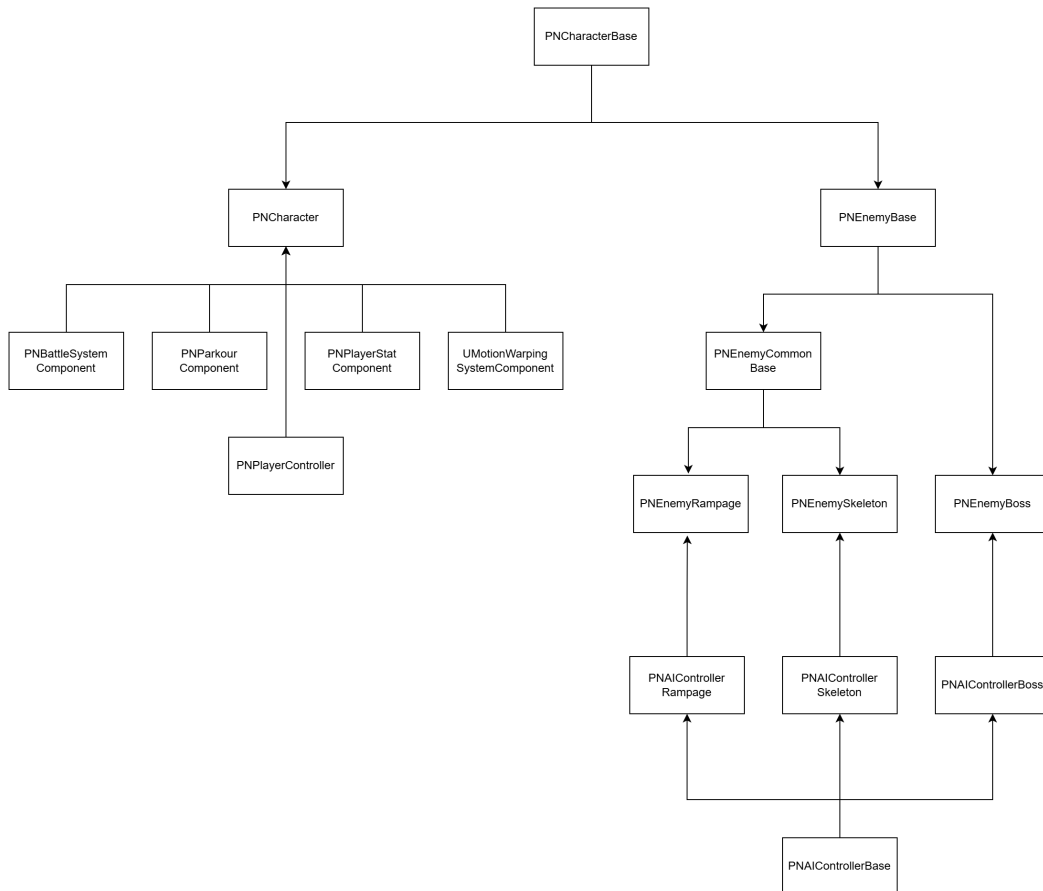 PNCharacterBase
PNCharacter
PNEnemyBase
PNBattleSystem
Component
PNParkour
Component
PNPlayerStat
Component
UMotionWarping
SystemComponent
PNEnemyCommon
Base
PNPlayerController
PNEnemyRampage
PNEnemySkeleton
PNEnemyBoss
PNAIController
Rampage
PNAIController
Skeleton
PNAIControllerBoss
PNAIControllerBase